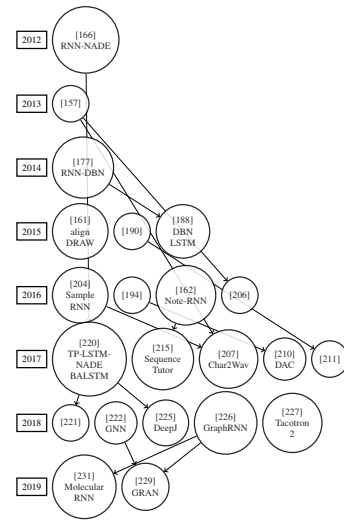 2012
[166]
RNN-NADE
2013
[157]
2014
[177]
RNN-DBN
2015
[161]
align
DRAW
[190]
[188]
DBN
LSTM
2016
[204]
Sample
RNN
[194]
[162]
Note-RNN
[206]
2017
[220]
TP-LSTM-
NADE
BALSTM
[215]
Sequence
Tutor
[207]
Char2Wav
[210]
DAC
[211]
2018
[221]
[222]
GNN
[225]
DeepJ
[226]
GraphRNN
[227]
Tacotron
2
2019
[231]
Molecular
RNN
[229]
GRAN